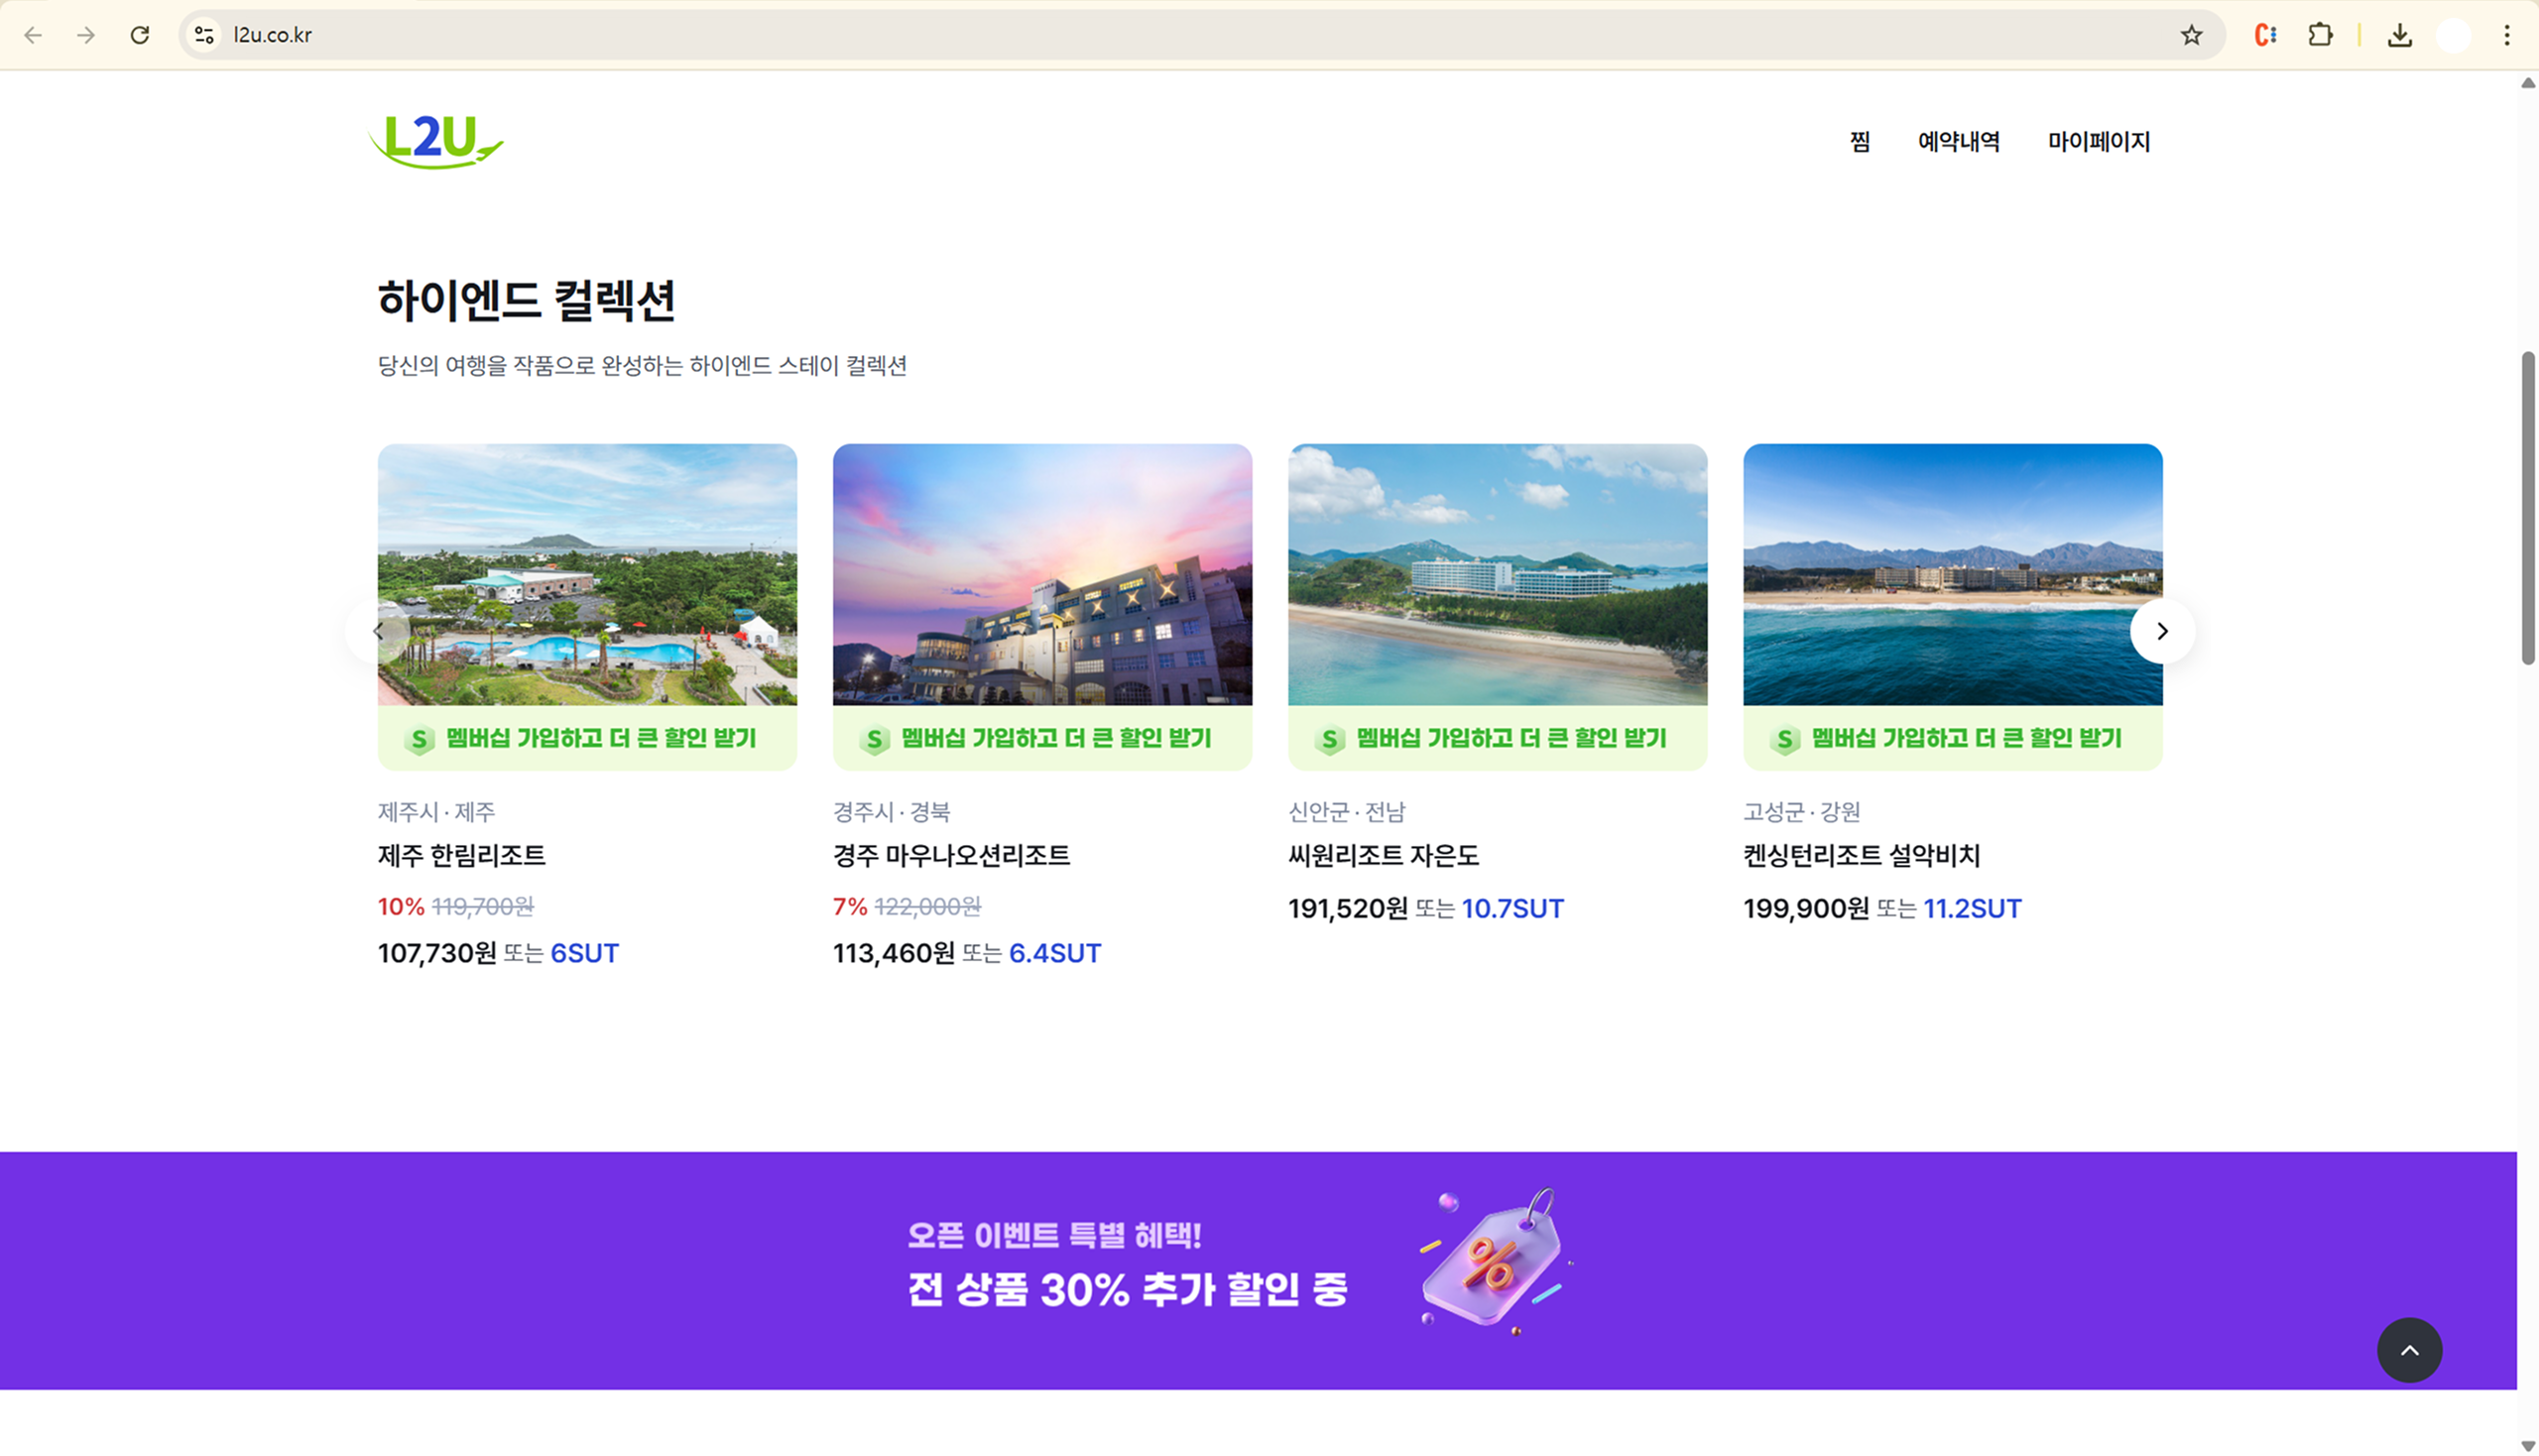 l2u.co.kr
L2U
찜 예약내역 마이페이지
하이엔드 컬렉션
당신의 여행을 작품으로 완성하는 하이엔드 스테이 컬렉션
S 멤버십 가입하고 더 큰 할인 받기
제주시 · 제주
제주 한림리조트
10% 119,700원
107,730원 또는 6SUT
S 멤버십 가입하고 더 큰 할인 받기
경주시 · 경북
경주 마우나오션리조트
7% 122,000원
113,460원 또는 6.4SUT
S 멤버십 가입하고 더 큰 할인 받기
신안군 · 전남
씨원리조트 자은도
191,520원 또는 10.7SUT
S 멤버십 가입하고 더 큰 할인 받기
고성군 · 강원
켄싱턴리조트 설악비치
199,900원 또는 11.2SUT
오픈 이벤트 특별 혜택!
전 상품 30% 추가 할인 중
%